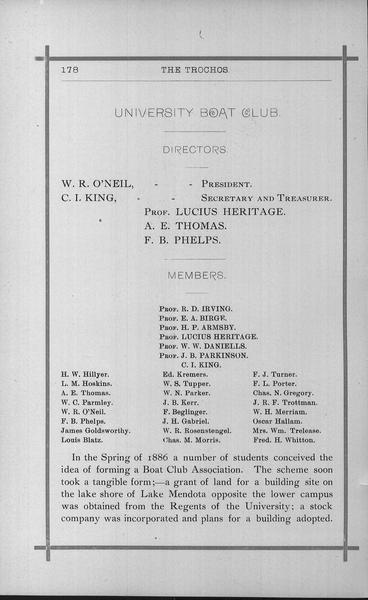 178 THE TROCHOS.
UNIVERSITY BOAT CLUB.
DIRECTORS.
W. R. O'NEIL, - - PRESIDENT.
C. I. KING, - - SECRETARY AND TREASURER.
PROF. LUCIUS HERITAGE.
A. E. THOMAS.
F. B. PHELPS.
MEMBERS.
PROF. R. D. IRVING.
PROF. E. A. BIRGE.
PROF. H. P. ARMSBY.
PROF. LUCIUS HERITAGE.
PROF. W. W. DANIELLS.
PROF. J. B. PARKINSON.
C. I. KING.
H. W. Hillyer. Ed. Kremers. F. J. Turner.
L. M. Hoskins. W. S. Tupper. F. L. Porter.
A. E. Thomas. W. N. Parker. Chas. N. Gregory.
W. C. Parmley. J. B. Kerr. J. R. F. Trottman.
W. R. O'Neil. F. Beglinger. W. H. Merriam.
F. B. Phelps. J. H. Gabriel. Oscar Hallam.
James Goldsworthy. W. R. Rosenstengel. Mrs. Wm. Trelease.
Louis Blatz. Chas. M. Morris. Fred. H. Whitton.
In the Spring of 1886 a number of students conceived the
idea of forming a Boat Club Association. The scheme soon
took a tangible form;—a grant of land for a building site on
the lake shore of Lake Mendota opposite the lower campus
was obtained from the Regents of the University; a stock
company was incorporated and plans for a building adopted.